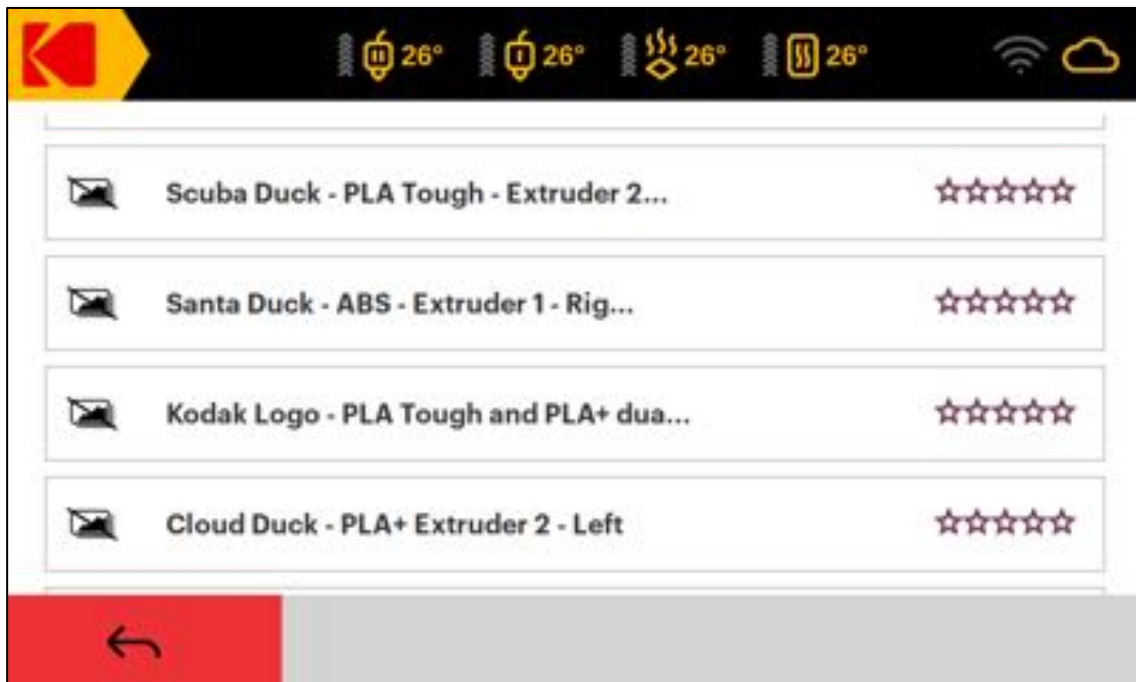 26° 26° 26° 26°
Scuba Duck - PLA Tough - Extruder 2...
Santa Duck - ABS - Extruder 1 - Rig...
Kodak Logo - PLA Tough and PLA+ dua...
Cloud Duck - PLA+ Extruder 2 - Left